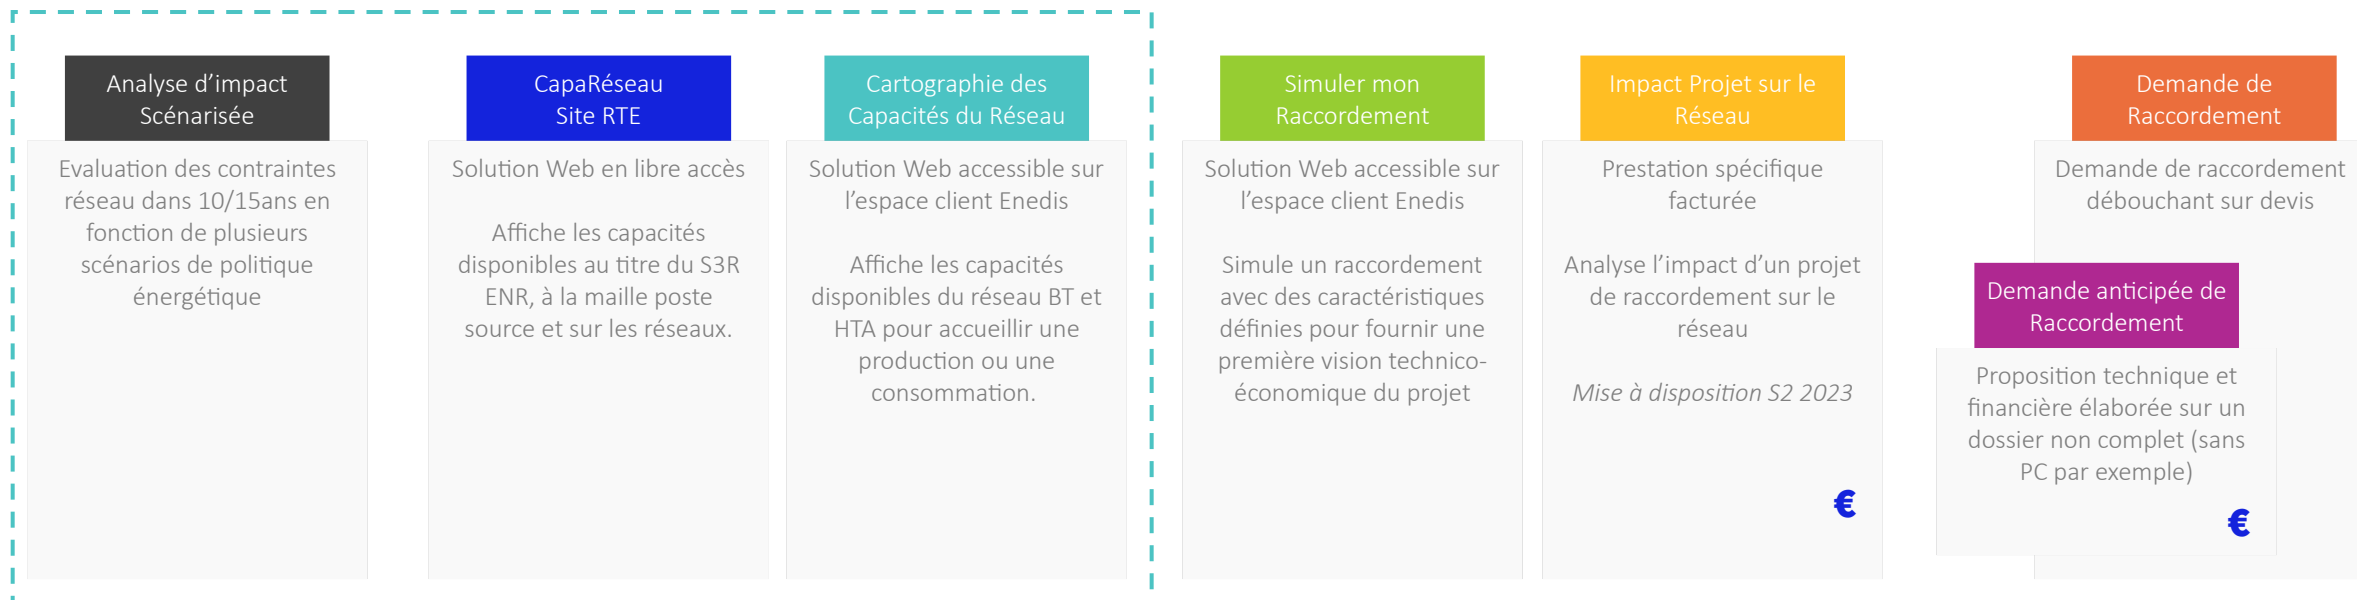 Analyse d’impact
Scénarisée
Evaluation des contraintes
réseau dans 10/15ans en
fonction de plusieurs
scénarios de politique
énergétique
CapaRéseau
Site RTE
Solution Web en libre accès
Affiche les capacités
disponibles au titre du S3R
ENR, à la maille poste
source et sur les réseaux.
Cartographie des
Capacités du Réseau
Solution Web accessible sur
l’espace client Enedis
Affiche les capacités
disponibles du réseau BT et
HTA pour accueillir une
production ou une
consommation.
Simuler mon
Raccordement
Solution Web accessible sur
l’espace client Enedis
Simule un raccordement
avec des caractéristiques
définies pour fournir une
première vision technico-
économique du projet
Impact Projet sur le
Réseau
Prestation spécifique
facturée
Analyse l’impact d’un projet
de raccordement sur le
réseau
Mise à disposition S2 2023
€
Demande de
Raccordement
Demande de raccordement
débouchant sur devis
Demande anticipée de
Raccordement
Proposition technique et
financière élaborée sur un
dossier non complet (sans
PC par exemple)
€